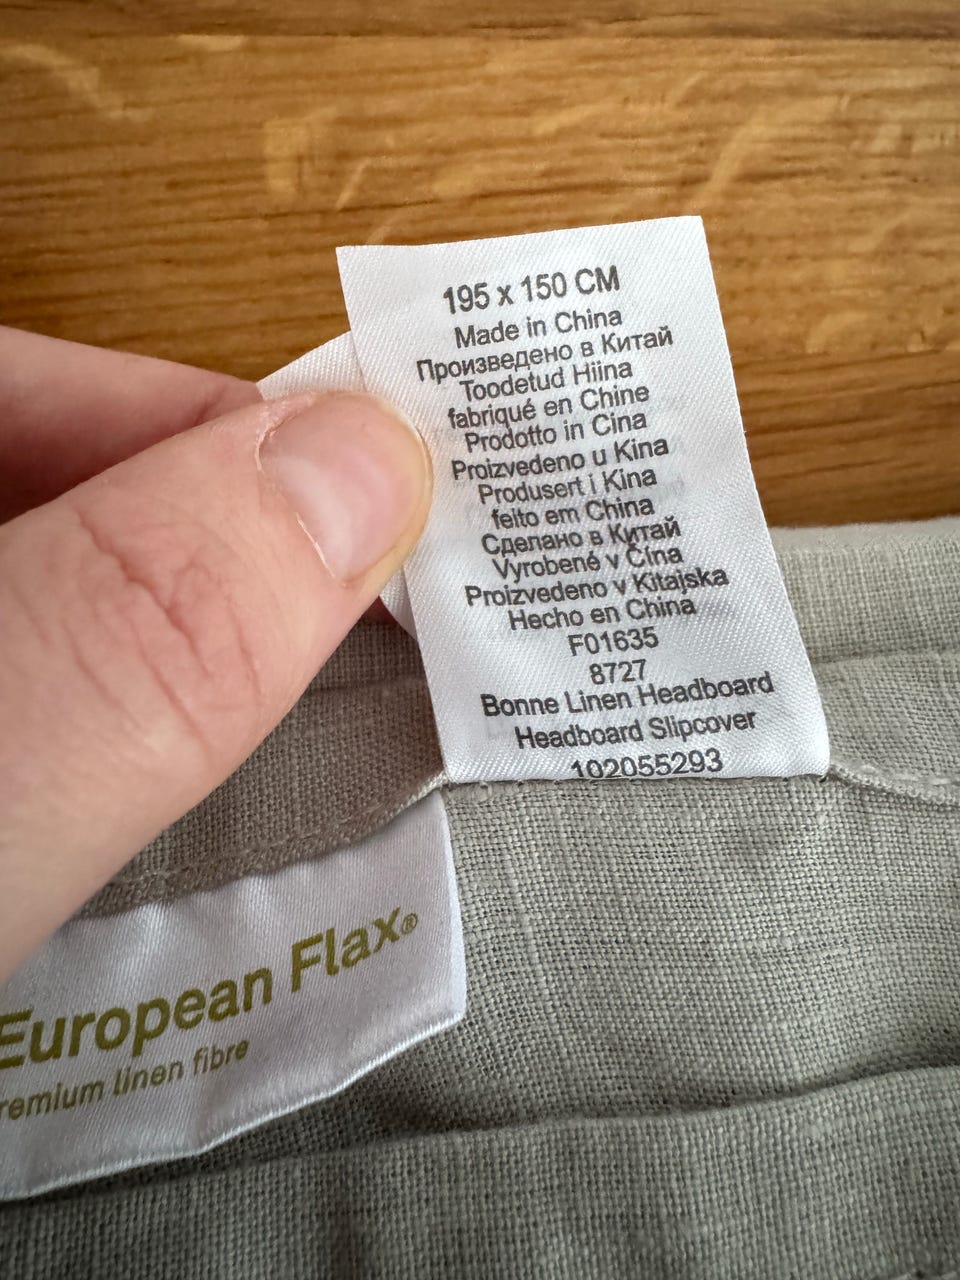 195 x 150 CM
Made in China
Произведено в Китай
Toodetud Hiina
fabriqué en Chine
Prodotto in Cina
Proizvedeno u Kina
Produsert i Kina
feito em China
Сделано в Китай
Vyrobené v Čína
Proizvedeno v Kitajska
Hecho en China
F01635
8727
Bonne Linen Headboard
Headboard Slipcover
102055293
European Flax®
remium linen fibre